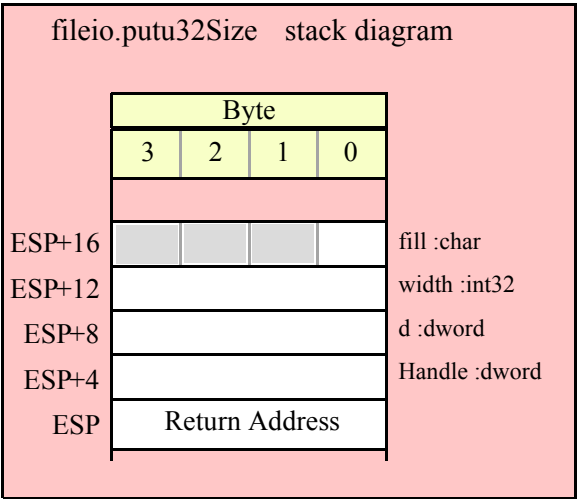 fileio.putu32Size stack diagram
Byte
3 2 1 0
ESP+16 fill :char
ESP+12 width :int32
ESP+8 d :dword
ESP+4 Handle :dword
ESP Return Address